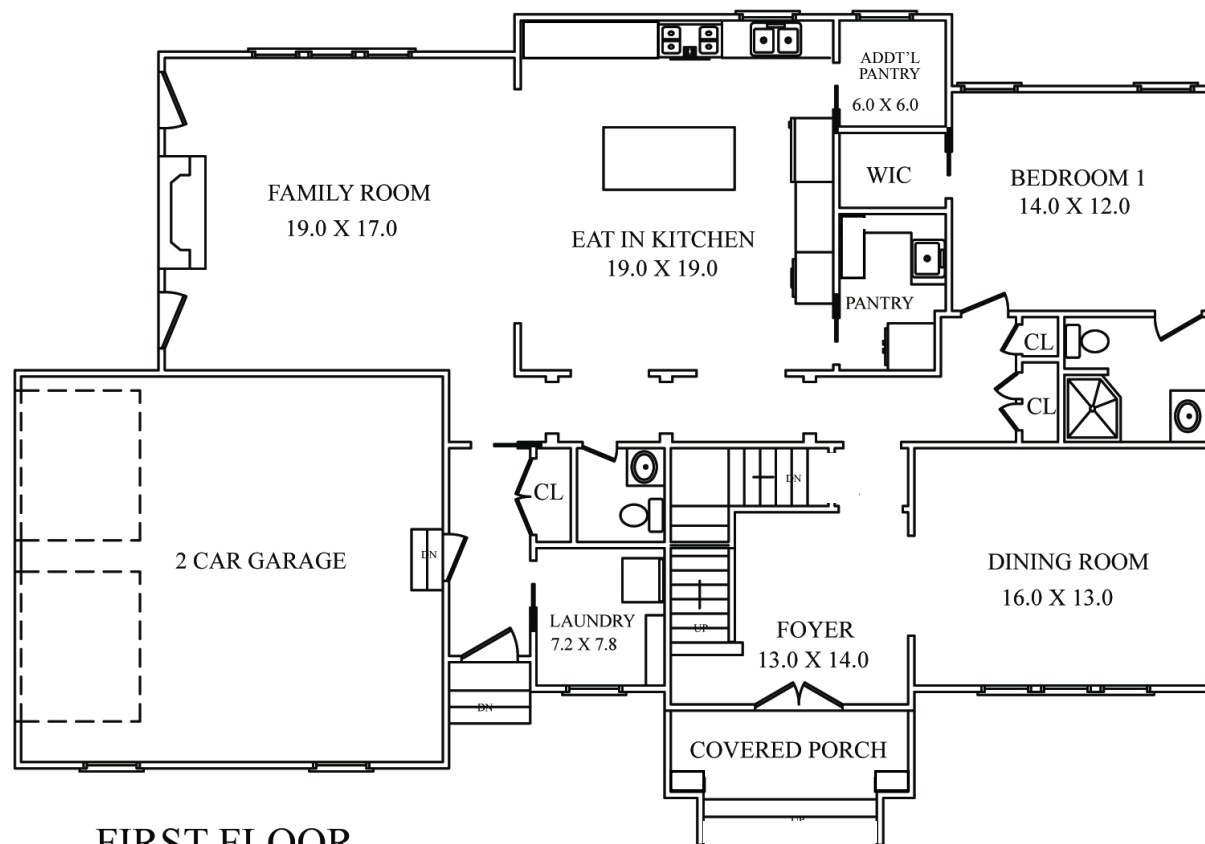 ADDT'L
PANTRY
6.0 X 6.0
WIC
BEDROOM 1
14.0 X 12.0
FAMILY ROOM
19.0 X 17.0
EAT IN KITCHEN
19.0 X 19.0
PANTRY
CL
CL
CL
DN
DN
2 CAR GARAGE
DINING ROOM
16.0 X 13.0
LAUNDRY
7.2 X 7.8
UP
FOYER
13.0 X 14.0
DN
COVERED PORCH
UP
FIRST FLOOR